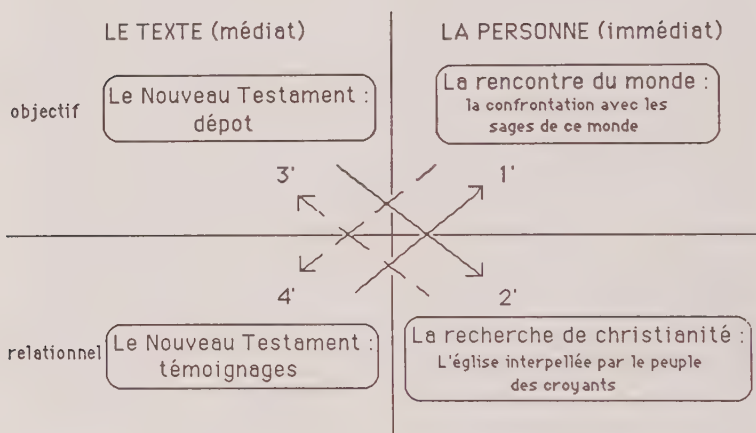 LE TEXTE (médiat)
LA PERSONNE (immédiat)
objectif
Le Nouveau Testament :
dépot
La rencontre du monde :
la confrontation avec les
sages de ce monde
3'
1'
4'
2'
relationnel
Le Nouveau Testament :
témoignages
La recherche de christianité :
L'église interpellée par le peuple
des croyants